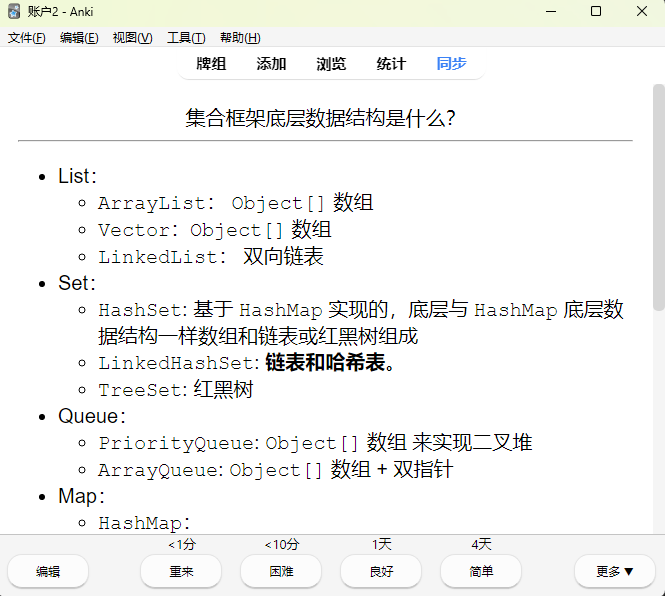 账户2 - Anki
文件(F) 编辑(E) 视图(V) 工具(T) 帮助(H)
牌组 添加 浏览 统计 同步
集合框架底层数据结构是什么?
List:
ArrayList: Object[] 数组
Vector: Object[] 数组
LinkedList: 双向链表
Set:
HashSet: 基于 HashMap 实现的，底层与 HashMap 底层数
据结构一样数组和链表或红黑树组成
LinkedHashSet: 链表和哈希表。
TreeSet: 红黑树
Queue:
PriorityQueue: Object[] 数组 来实现二叉堆
ArrayQueue: Object[] 数组 + 双指针
Map:
HashMap:
<1分 <10分 1天 4天
编辑 重来 困难 良好 简单 更多 ▼